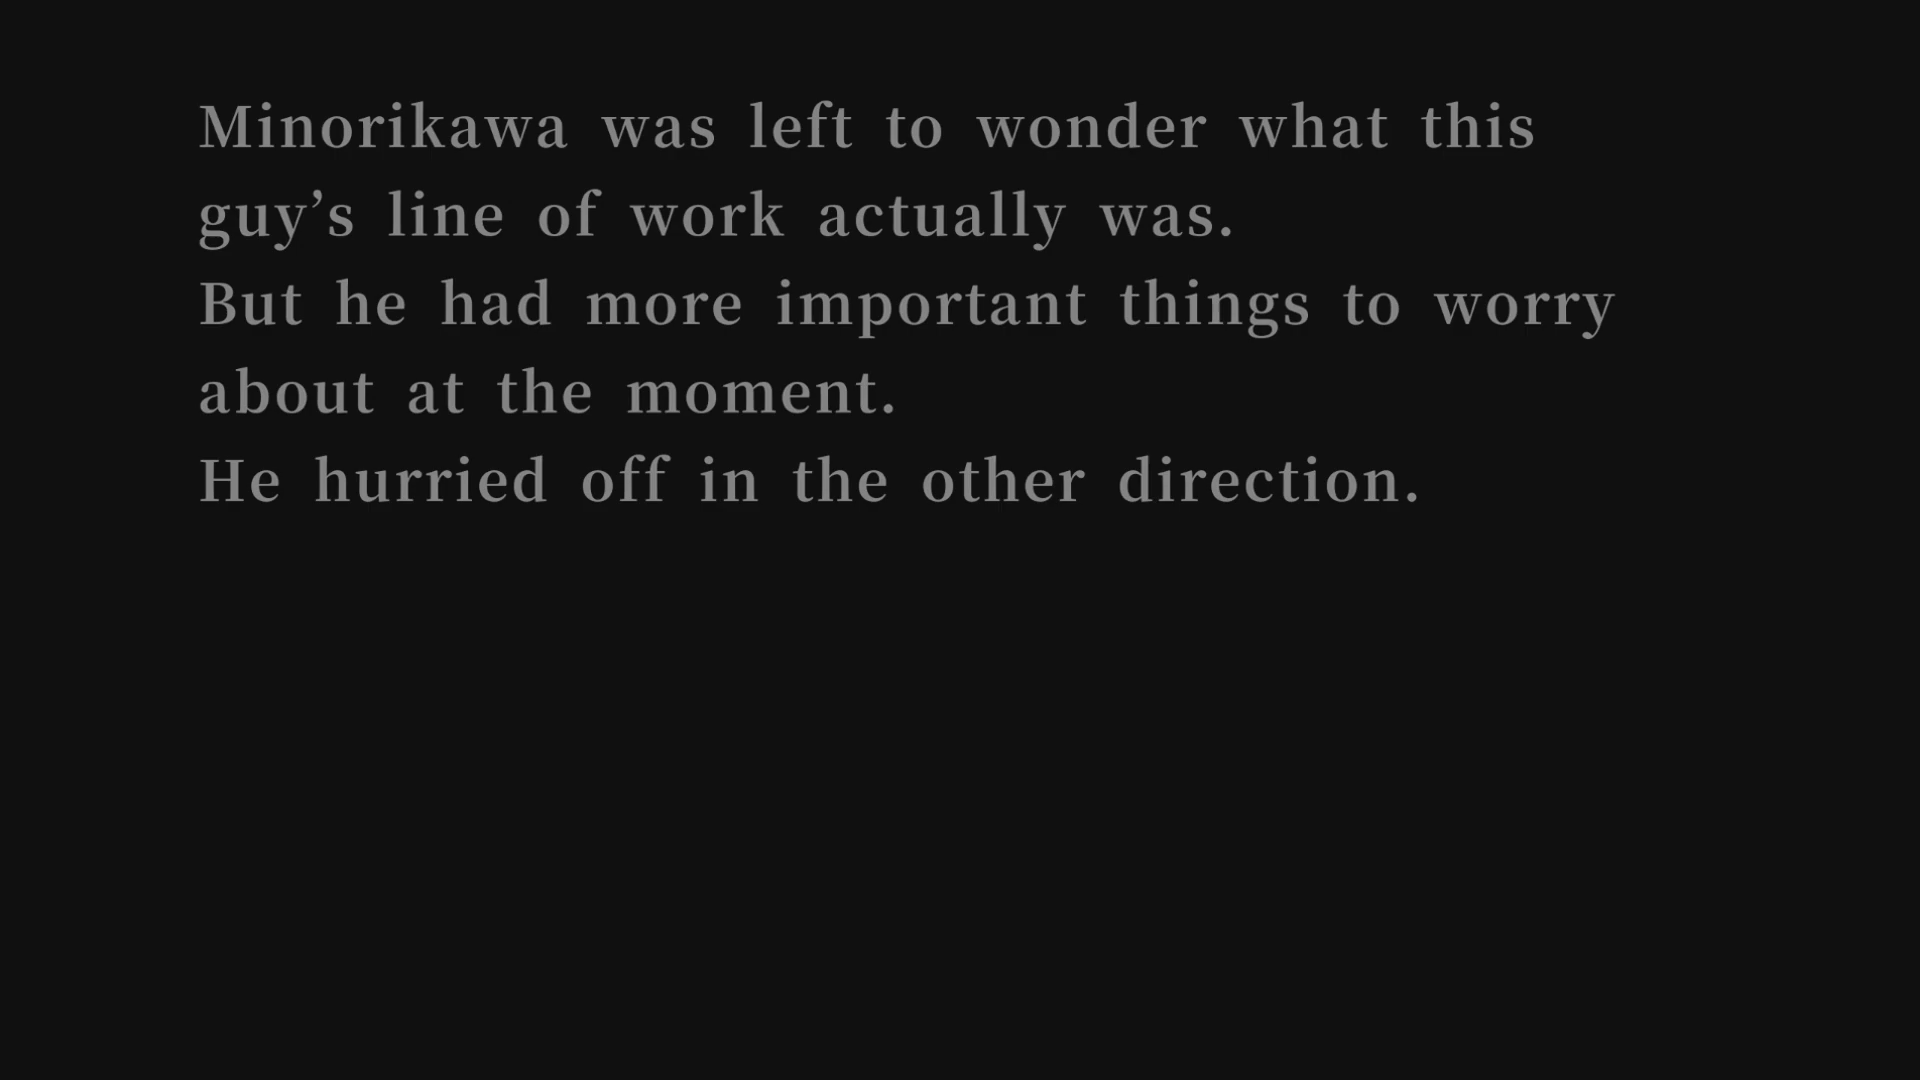 Minorikawa was left to wonder what this
guy’s line of work actually was.
But he had more important things to worry
about at the moment.
He hurried off in the other direction.